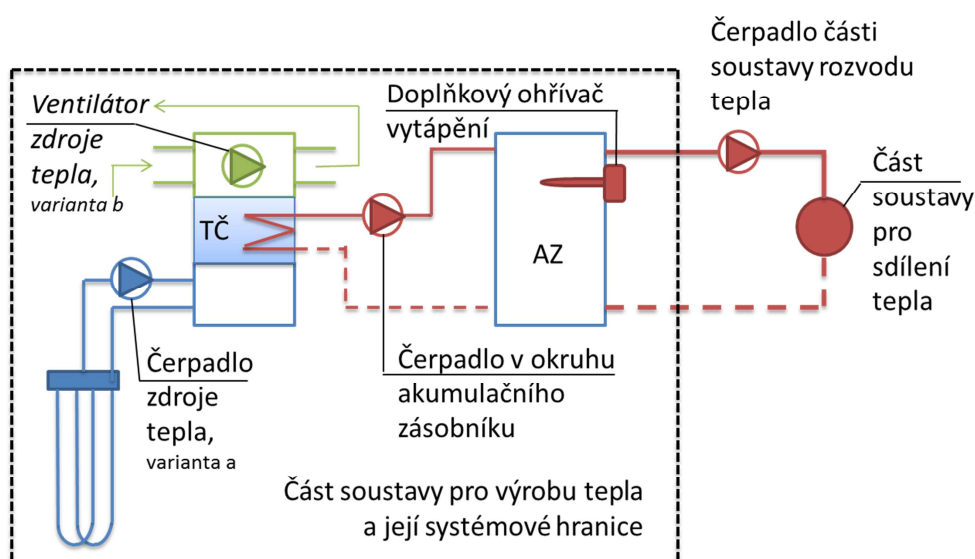 Čerpadlo části
soustavy rozvodu
tepla
Ventilátor
zdroje
tepla,
varianta b
Doplňkový ohřívač
vytápění
Část
soustavy
pro
sdílení
tepla
TČ
AZ
Čerpadlo
zdroje
tepla,
varianta a
Čerpadlo v okruhu
akumulačního
zásobníku
Část soustavy pro výrobu tepla
a její systémové hranice